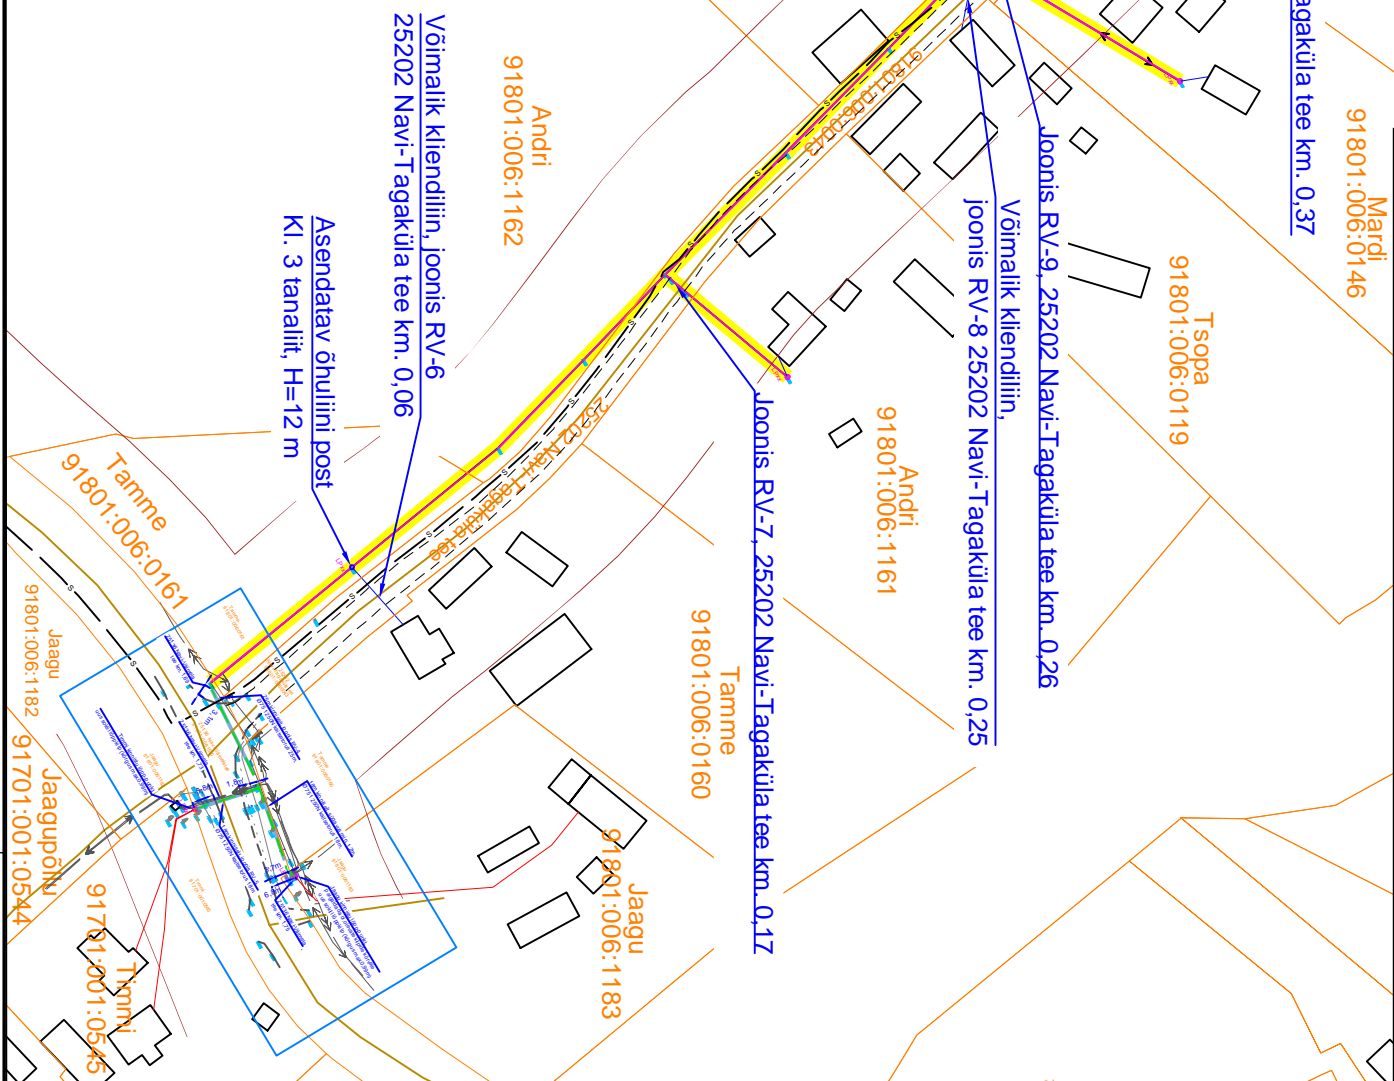 agaküla tee km. 0,37
Mardi
91801:006:0146
Tsopa
91801:006:0119
Joonis RV-9, 25202 Navi-Tagaküla tee km. 0,26
Võimalik kliendiliin,
joonis RV-8 25202 Navi-Tagaküla tee km. 0,25
91801:006:0043
Andri
91801:006:1161
Joonis RV-7, 25202 Navi-Tagaküla tee km. 0,17
Tamme
91801:006:0160
Jaagu
91801:006:1183
25202 Navi-Tagaküla tee
Andri
91801:006:1162
Võimalik kliendiliin, joonis RV-6
25202 Navi-Tagaküla tee km. 0,06
Asendatav õhuliini post
Kl. 3 tanaliit, H=12 m
Tamme
91801:006:0161
Jaagu
91801:006:1182
Jaagupõllu
91701:001:0544
Timmi
91701:001:0545